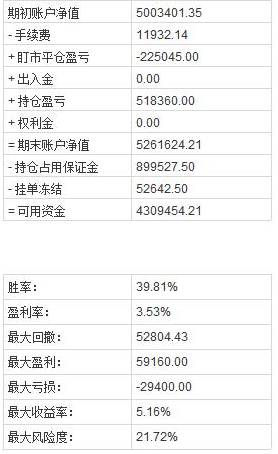 期初账户净值 5003401.35
- 手续费 11932.14
+ 盯市平仓盈亏 -225045.00
+ 出入金 0.00
+ 持仓盈亏 518360.00
+ 权利金 0.00
= 期末账户净值 5261624.21
- 持仓占用保证金 899527.50
- 挂单冻结 52642.50
= 可用资金 4309454.21
胜率： 39.81%
盈利率： 3.53%
最大回撤： 52804.43
最大盈利： 59160.00
最大亏损： -29400.00
最大收益率： 5.16%
最大风险度： 21.72%